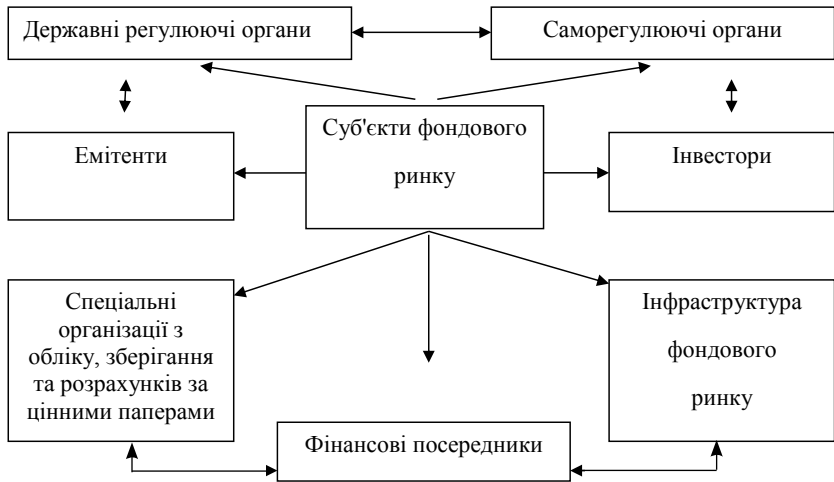 Державні регулюючі органи
Саморегулюючі органи
Суб'єкти фондового
ринку
Емітенти
Інвестори
Спеціальні
організації з
обліку, зберігання
та розрахунків за
цінними паперами
Інфраструктура
фондового
ринку
Фінансові посередники